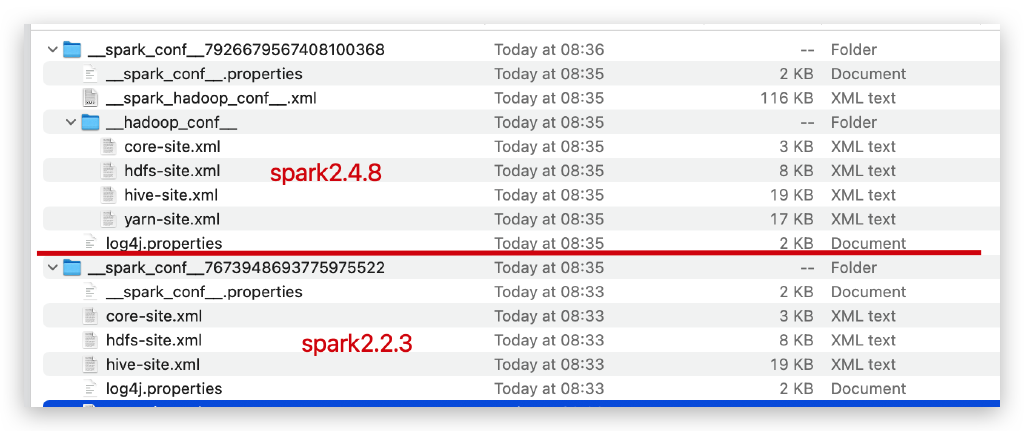 __spark_conf__7926679567408100368 Today at 08:36 -- Folder
__spark_conf__.properties Today at 08:35 2 KB Document
__spark_hadoop_conf__.xml Today at 08:35 116 KB XML text
__hadoop_conf__ Today at 08:35 -- Folder
core-site.xml Today at 08:35 3 KB XML text
hdfs-site.xml Today at 08:35 8 KB XML text
spark2.4.8
hive-site.xml Today at 08:35 19 KB XML text
yarn-site.xml Today at 08:35 17 KB XML text
log4j.properties Today at 08:35 2 KB Document
__spark_conf__7673948693775975522 Today at 08:35 -- Folder
__spark_conf__.properties Today at 08:33 2 KB Document
core-site.xml Today at 08:33 3 KB XML text
hdfs-site.xml Today at 08:33 8 KB XML text
spark2.2.3
hive-site.xml Today at 08:33 19 KB XML text
log4j.properties Today at 08:33 2 KB Document